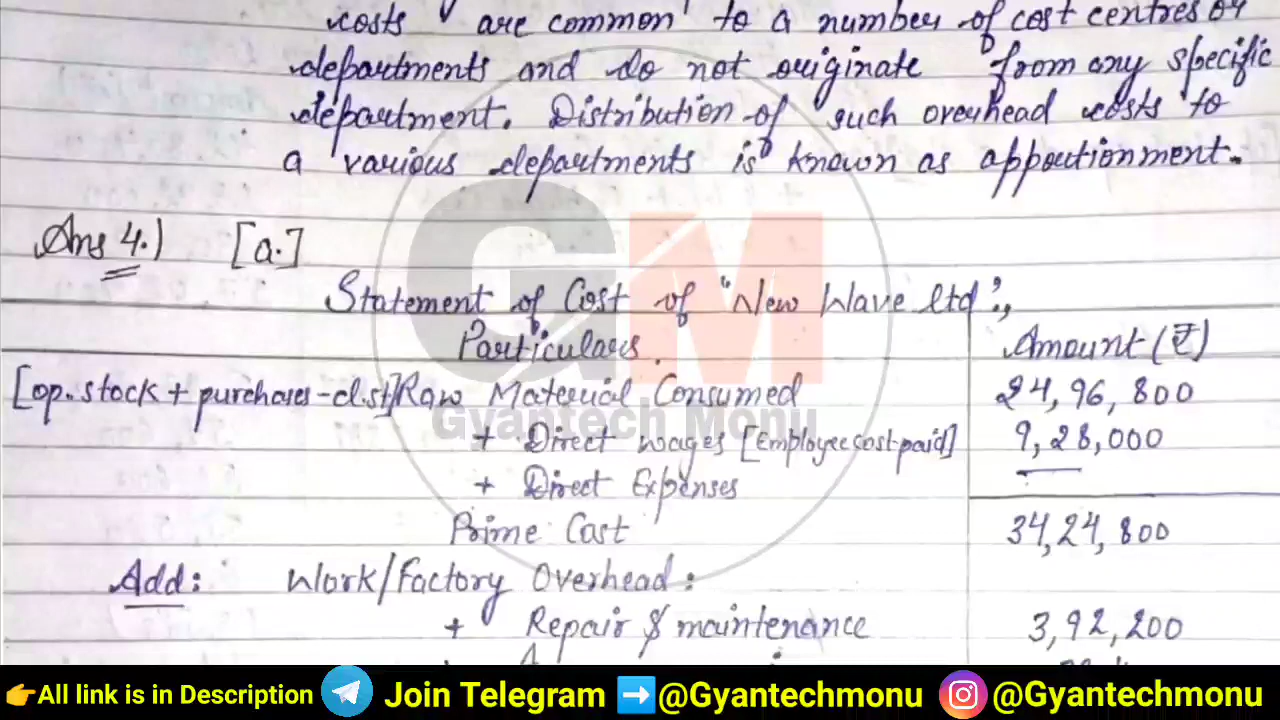 costs are common to a number of cost centres or
departments and do not originate from any specific
department. Distribution of such overhead costs to
a various departments is known as apportionment.
Ans 4.) [a.]
Statement of Cost of "New Wave Ltd",
Particulars. Amount (₹)
[op. stock + purchases - cl. st] Raw Material Consumed 24,96,800
+ Direct wages [Employee cost paid] 9,28,000
+ Direct Expenses
Prime Cost 34,24,800
Add: Work/Factory Overhead:
+ Repair & maintenance 3,92,200
GM
Gyantech Monu
👉All link is in Description Join Telegram ➡️@Gyantechmonu @Gyantechmonu